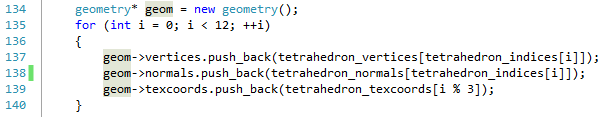 134 geometry* geom = new geometry();
135 for (int i = 0; i < 12; ++i)
136 {
137 geom->vertices.push_back(tetrahedron_vertices[tetrahedron_indices[i]]);
138 geom->normals.push_back(tetrahedron_normals[tetrahedron_indices[i]]);
139 geom->texcoords.push_back(tetrahedron_texcoords[i % 3]);
140 }